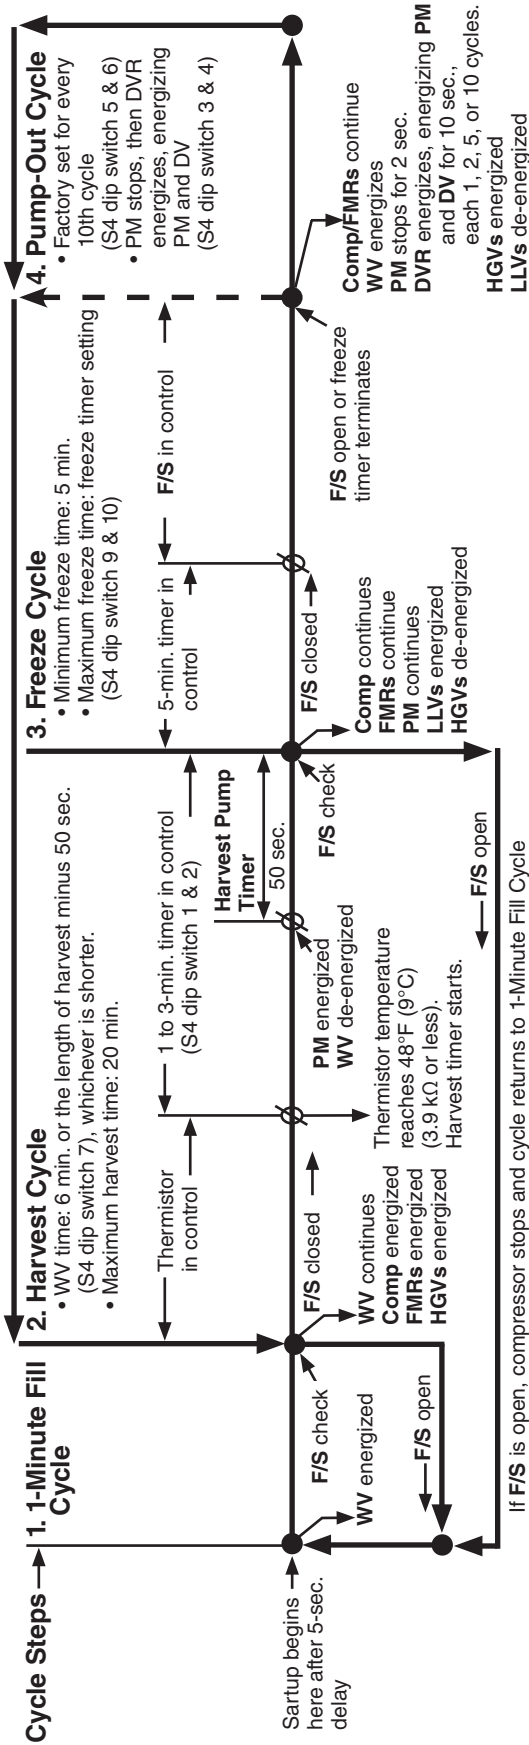 Cycle Steps
1. 1-Minute Fill
Cycle
2. Harvest Cycle
• WV time: 6 min. or the length of harvest minus 50 sec.
(S4 dip switch 7), whichever is shorter.
• Maximum harvest time: 20 min.
3. Freeze Cycle
• Minimum freeze time: 5 min.
• Maximum freeze time: freeze timer setting
(S4 dip switch 9 & 10)
4. Pump-Out Cycle
• Factory set for every
10th cycle
(S4 dip switch 5 & 6)
• PM stops, then DVR
energizes, energizing
PM and DV
(S4 dip switch 3 & 4)
Thermistor
in control
1 to 3-min. timer in control
(S4 dip switch 1 & 2)
5-min. timer in
control
F/S in control
Harvest Pump
Timer
50 sec.
Sartup begins
here after 5-sec.
delay
WV energized
F/S check
F/S closed
WV continues
Comp energized
FMRs energized
HGVs energized
F/S open
Thermistor temperature
reaches 48°F (9°C)
(3.9 kΩ or less).
Harvest timer starts.
PM energized
WV de-energized
F/S check
F/S closed
Comp continues
FMRs continue
PM continues
LLVs energized
HGVs de-energized
F/S open
F/S open or freeze
timer terminates
Comp/FMRs continue
WV energizes
PM stops for 2 sec.
DVR energizes, energizing PM
and DV for 10 sec.,
each 1, 2, 5, or 10 cycles.
HGVs energized
LLVs de-energized
If F/S is open, compressor stops and cycle returns to 1-Minute Fill Cycle